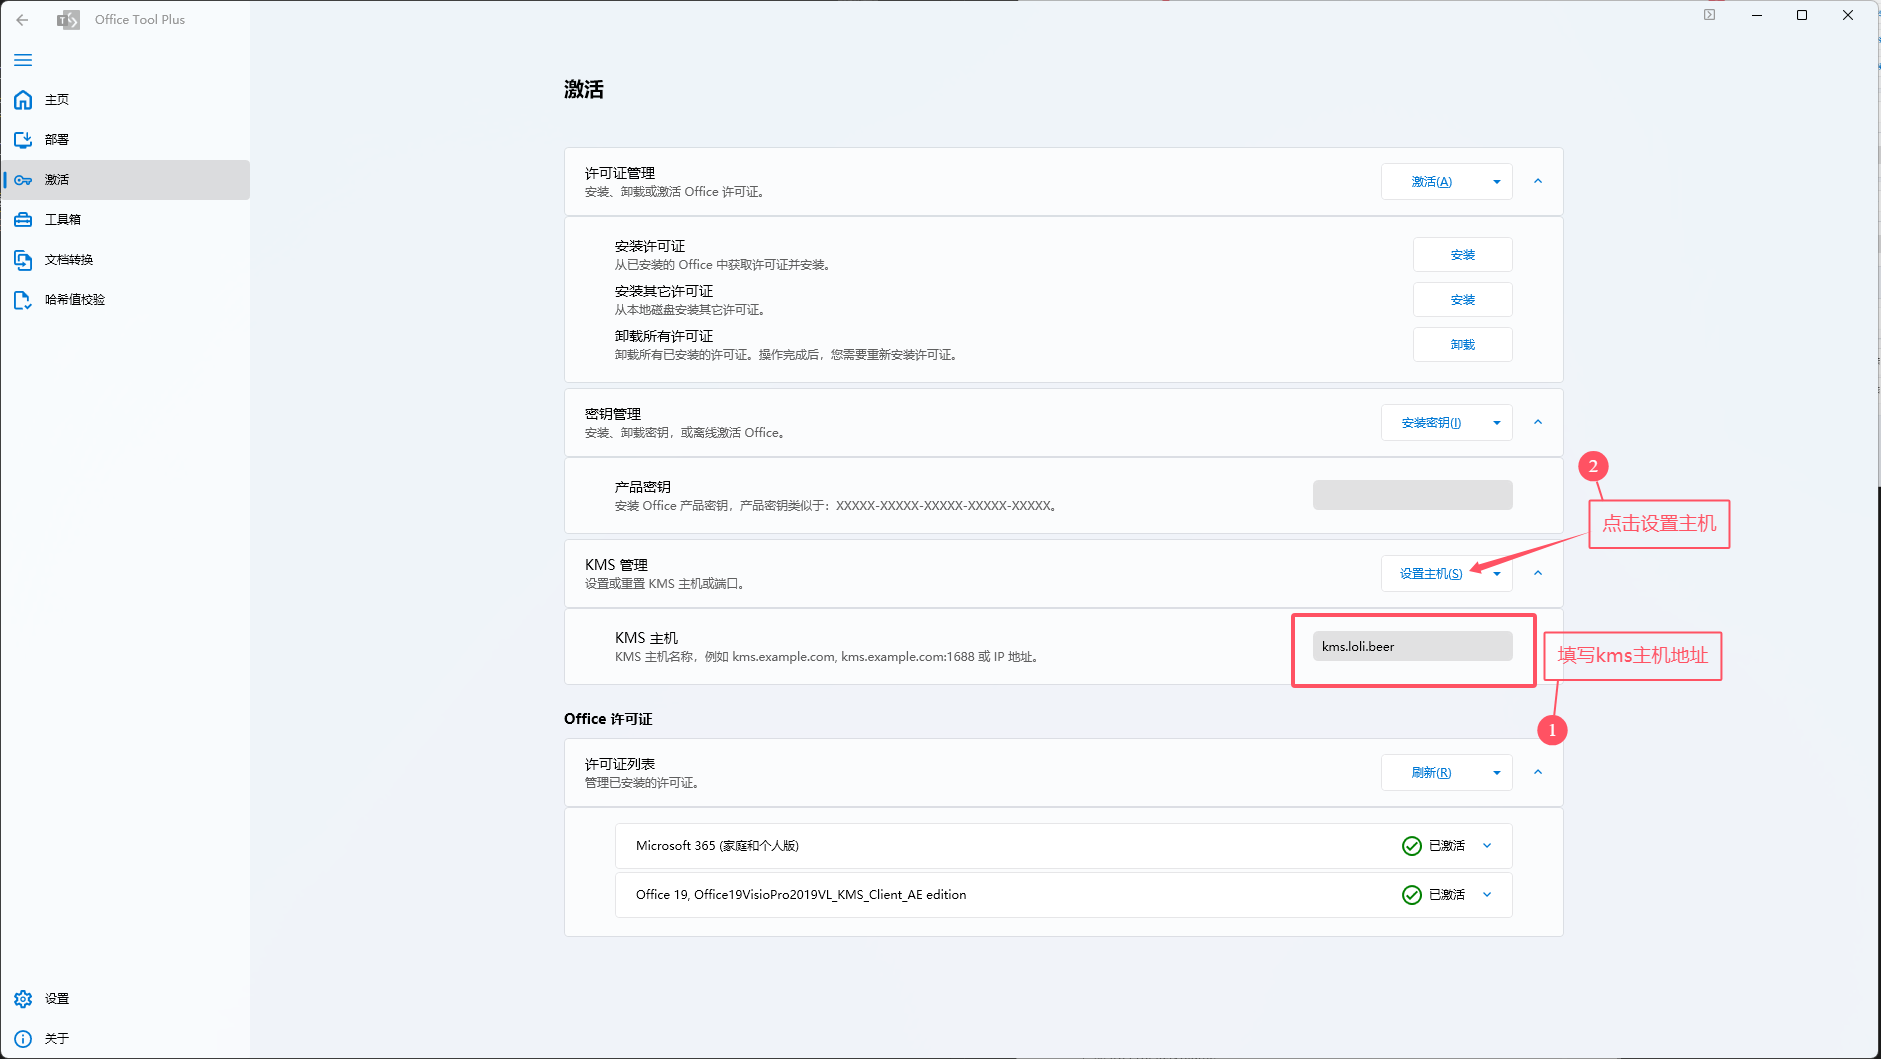 Office Tool Plus
主页
部署
激活
工具箱
文档转换
哈希值校验
设置
关于
激活
许可证管理
安装、卸载或激活 Office 许可证。
激活(A)
安装许可证
从已安装的 Office 中获取许可证并安装。
安装
安装其它许可证
从本地磁盘安装其它许可证。
安装
卸载所有许可证
卸载所有已安装的许可证。操作完成后，您需要重新安装许可证。
卸载
密钥管理
安装、卸载密钥，或离线激活 Office。
安装密钥(I)
产品密钥
安装 Office 产品密钥，产品密钥类似于：XXXXX-XXXXX-XXXXX-XXXXX-XXXXX。
2
点击设置主机
KMS 管理
设置或重置 KMS 主机或端口。
设置主机(S)
KMS 主机
KMS 主机名称，例如 kms.example.com, kms.example.com:1688 或 IP 地址。
kms.loli.beer
填写kms主机地址
1
Office 许可证
许可证列表
管理已安装的许可证。
刷新(R)
Microsoft 365 (家庭和个人版)
已激活
Office 19, Office19VisioPro2019VL_KMS_Client_AE edition
已激活